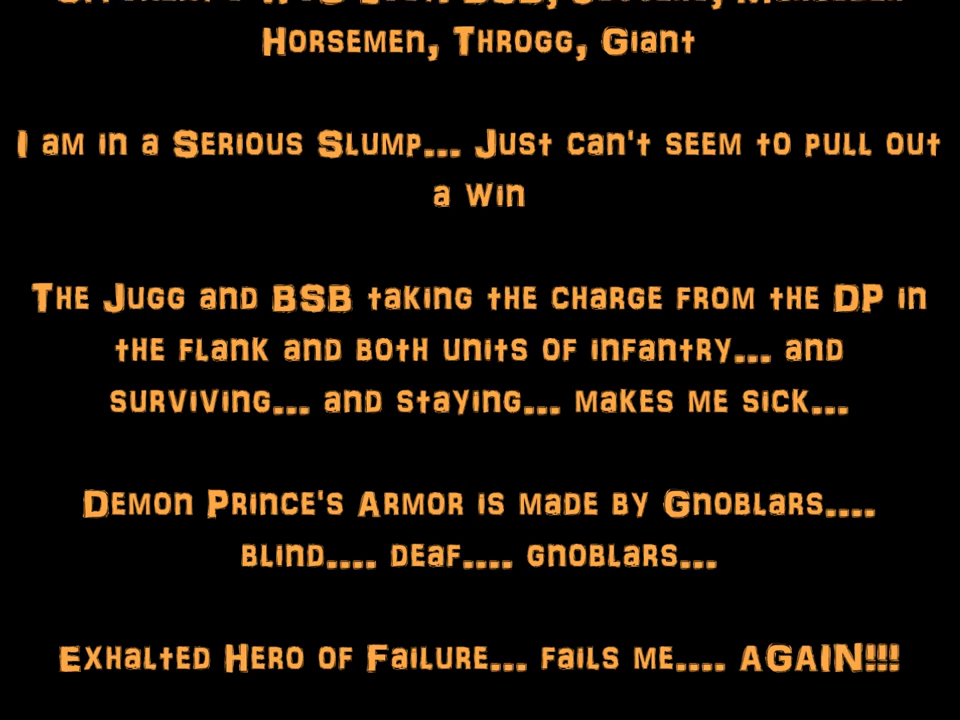 Horsemen, Throgg, Giant
I am in a Serious Slump... Just can't seem to pull out
a win
The Jugg and BSB taking the charge from the DP in
the flank and both units of infantry... and
surviving... and staying... makes me sick...
Demon Prince's Armor is made by Gnoblars....
blind.... deaf.... gnoblars...
Exhalted Hero of Failure... fails me.... AGAIN!!!